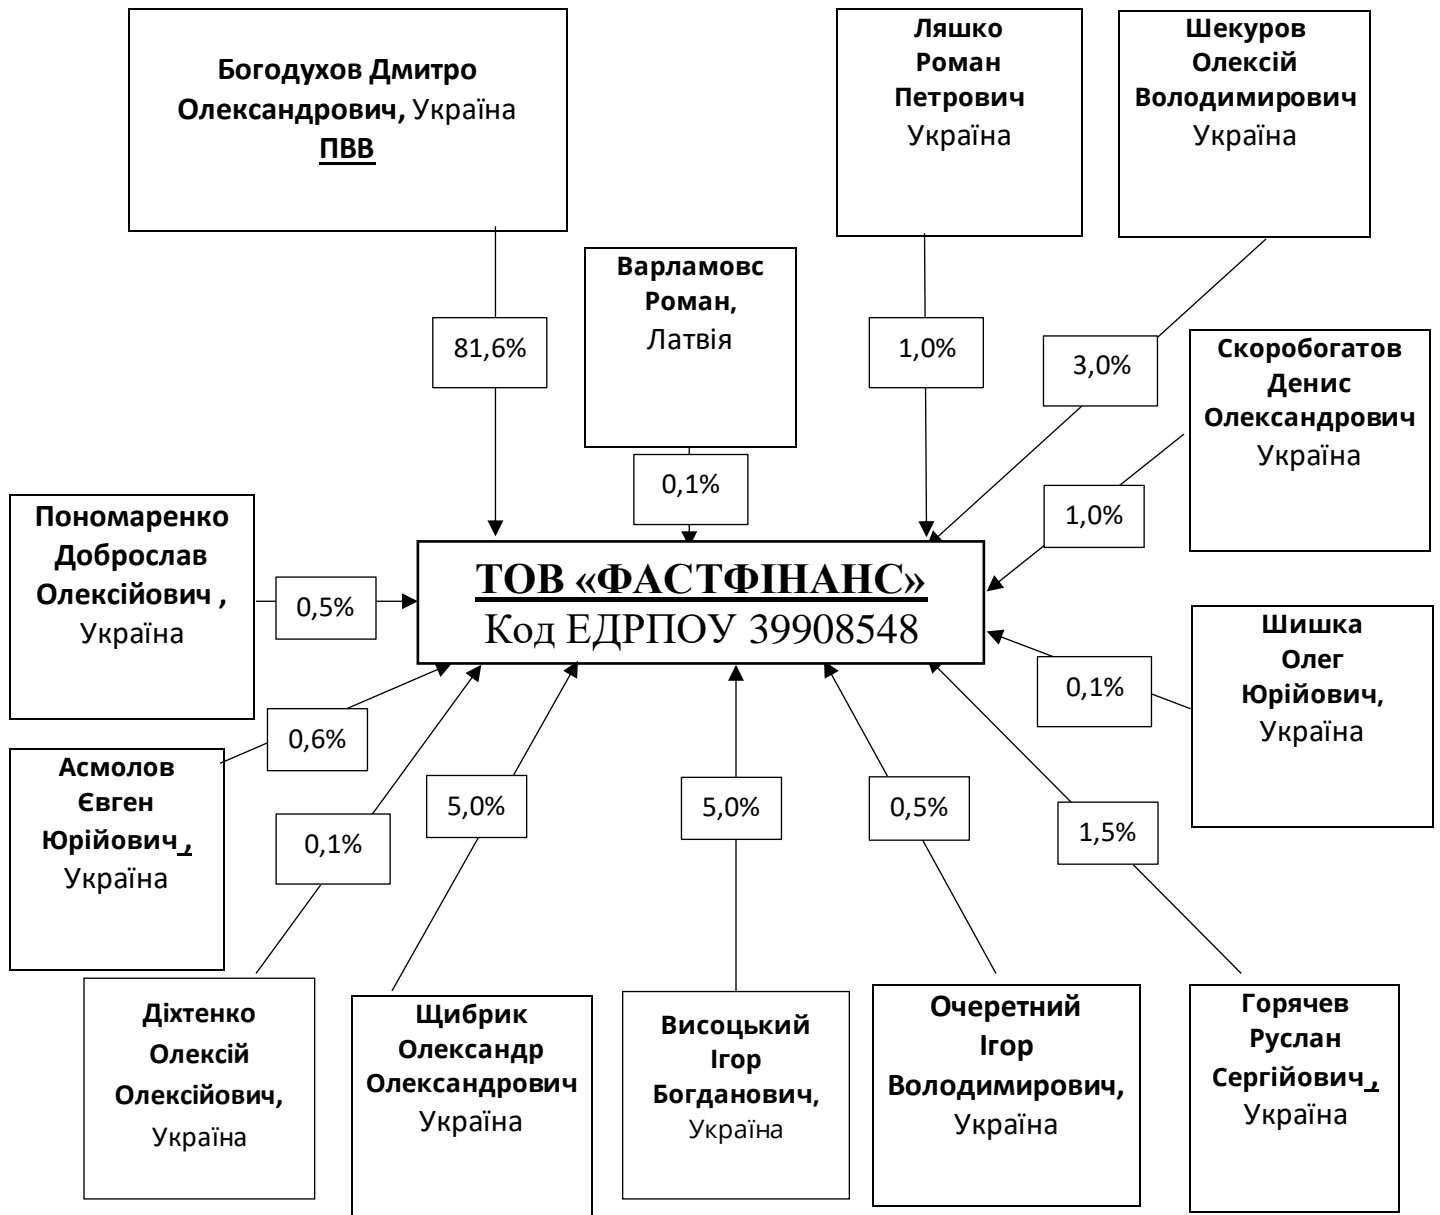 Богодухов Дмитро
Олександрович, Україна
ПВВ
Ляшко
Роман
Петрович
Україна
Шекуров
Олексій
Володимирович
Україна
Варламовс
Роман,
Латвія
81,6%
1,0%
3,0%
Скоробогатов
Денис
Олександрович
Україна
0,1%
1,0%
Пономаренко
Доброслав
Олексійович ,
Україна
0,5%
ТОВ «ФАСТФІНАНС»
Код ЕДРПОУ 39908548
Шишка
Олег
Юрійович,
Україна
0,1%
0,6%
Асмолов
Євген
Юрійович ,
Україна
0,1%
5,0%
5,0%
0,5%
1,5%
Діхтенко
Олексій
Олексійович,
Україна
Щибрик
Олександр
Олександрович
Україна
Висоцький
Ігор
Богданович,
Україна
Очеретний
Ігор
Володимирович,
Україна
Горячев
Руслан
Сергійович ,
Україна